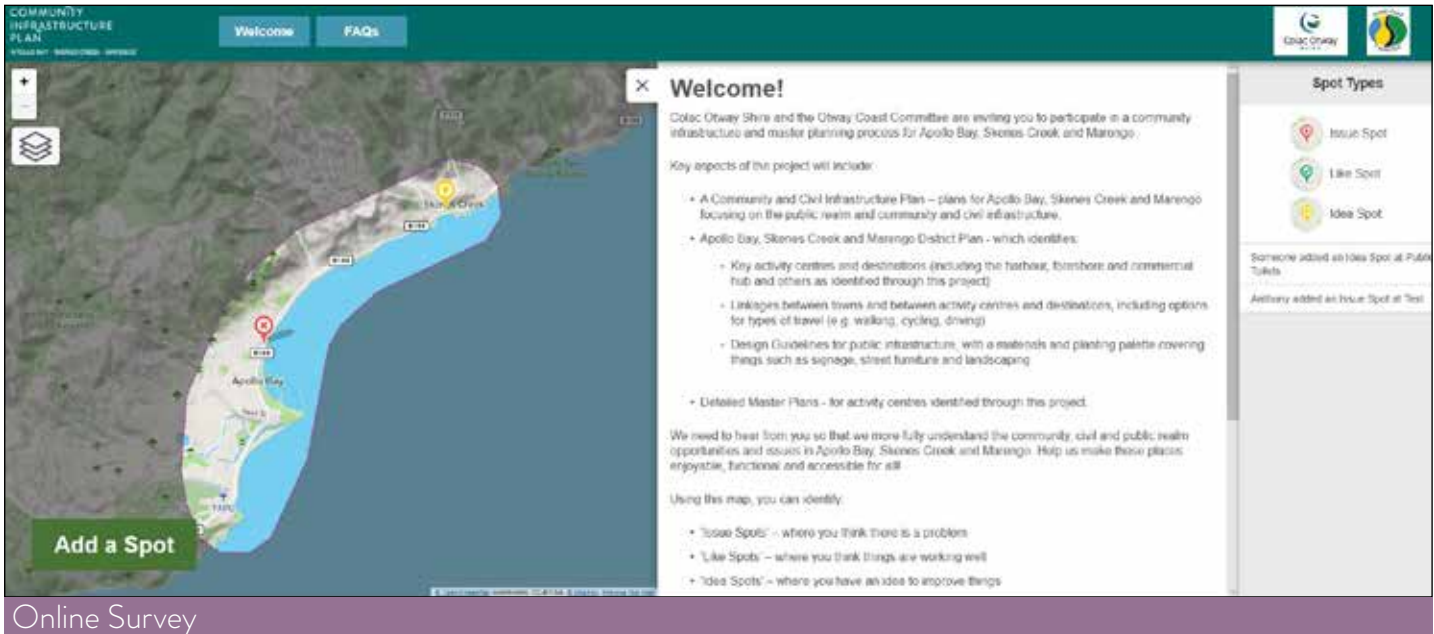 COMMUNITY
INFRASTRUCTURE
PLAN
Welcome
FAQs
Colac Otway
+
-
B100
Skenes Creek
B100
B100
B100
Apollo Bay
Add a Spot
×
Welcome!
Colac Otway Shire and the Otway Coast Committee are inviting you to participate in a community
infrastructure and master planning process for Apollo Bay, Skenes Creek and Marengo.
Key aspects of the project will include:
• A Community and Civil Infrastructure Plan – plans for Apollo Bay, Skenes Creek and Marengo
focusing on the public realm and community and civil infrastructure.
• Apollo Bay, Skenes Creek and Marengo District Plan - which identifies:
◦ Key activity centres and destinations (including the harbour, foreshore and commercial
hub and others as identified through this project)
◦ Linkages between towns and between activity centres and destinations, including options
for types of travel (e.g. walking, cycling, driving)
◦ Design Guidelines for public infrastructure, with a materials and planting palette covering
things such as signage, street furniture and landscaping
• Detailed Master Plans - for activity centres identified through this project.
We need to hear from you so that we more fully understand the community, civil and public realm
opportunities and issues in Apollo Bay, Skenes Creek and Marengo. Help us make these places
enjoyable, functional and accessible for all!
Using this map, you can identify:
• 'Issue Spots' – where you think there is a problem
• 'Like Spots' – where you think things are working well
• 'Idea Spots' – where you have an idea to improve things
Spot Types
Issue Spot
Like Spot
Idea Spot
Someone added an Idea Spot at Public
Toilets
Anthony added an Issue Spot at Test
Online Survey